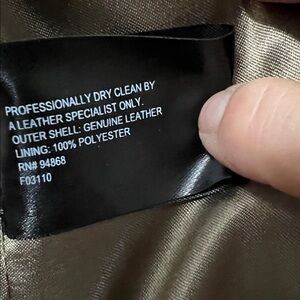 PROFESSIONALLY DRY CLEAN BY
A LEATHER SPECIALIST ONLY.
OUTER SHELL: GENUINE LEATHER
LINING: 100% POLYESTER
RN# 94868
F03110